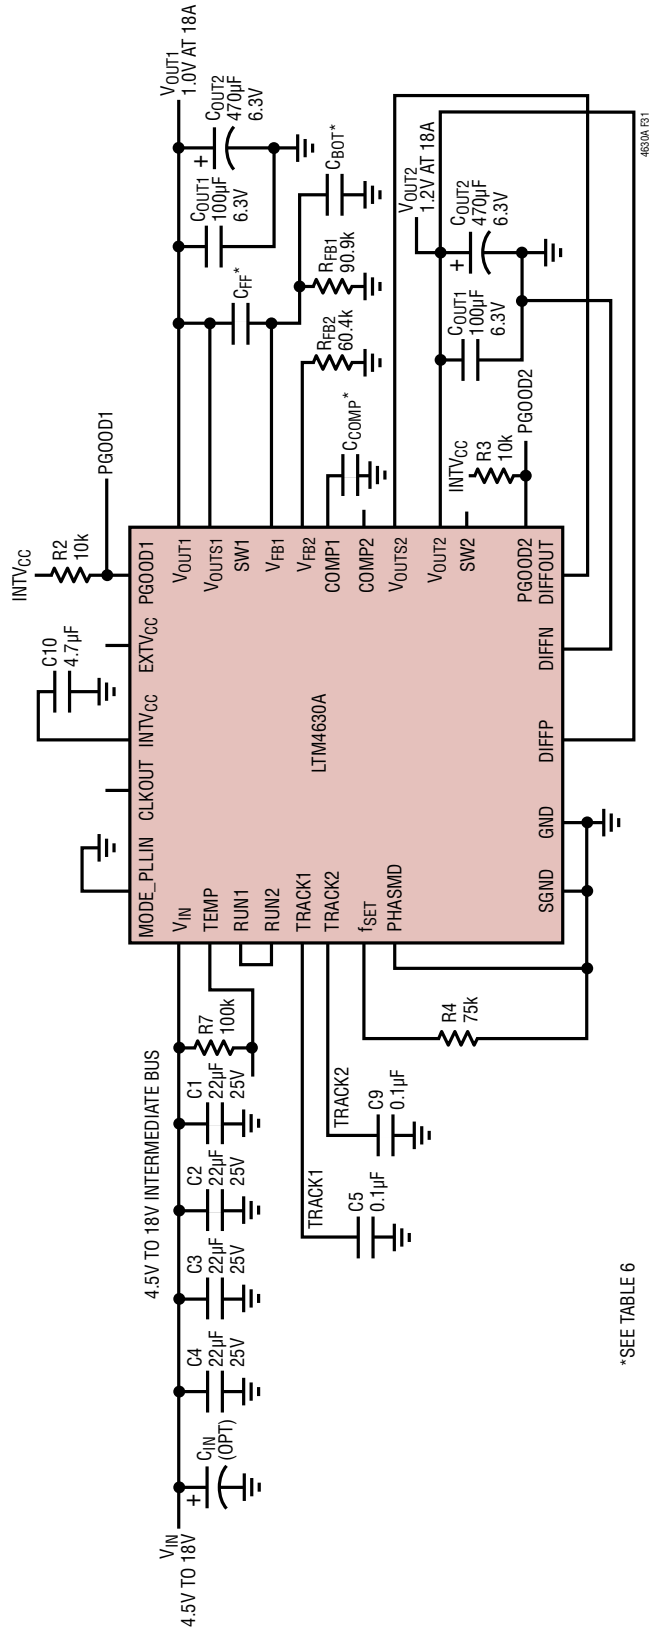 VIN
4.5V TO 18V
4.5V TO 18V INTERMEDIATE BUS
+
CIN
(OPT)
C4
22µF
25V
C3
22µF
25V
C2
22µF
25V
C1
22µF
25V
R7
100k
TRACK1
C5
0.1µF
TRACK2
C9
0.1µF
R4
75k
MODE_PLLIN
CLKOUT
INTVCC
EXTVCC
PGOOD1
C10
4.7µF
INTVCC
R2
10k
PGOOD1
VIN
TEMP
RUN1
RUN2
TRACK1
TRACK2
fSET
PHASMD
LTM4630A
VOUT1
VOUTS1
SW1
VFB1
VFB2
COMP1
COMP2
VOUTS2
VOUT2
SW2
PGOOD2
SGND
GND
DIFFP
DIFFN
DIFFOUT
VOUT1
1.0V AT 18A
COUT1
100µF
6.3V
+
COUT2
470µF
6.3V
CFF*
CBOT*
RFB1
90.9k
RFB2
60.4k
CCOMP*
VOUT2
1.2V AT 18A
COUT1
100µF
6.3V
+
COUT2
470µF
6.3V
INTVCC
R3
10k
PGOOD2
*SEE TABLE 6
4630A F31